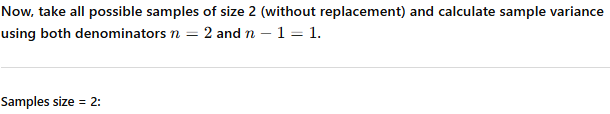 Now, take all possible samples of size 2 (without replacement) and calculate sample variance
using both denominators n = 2 and n − 1 = 1.
Samples size = 2: